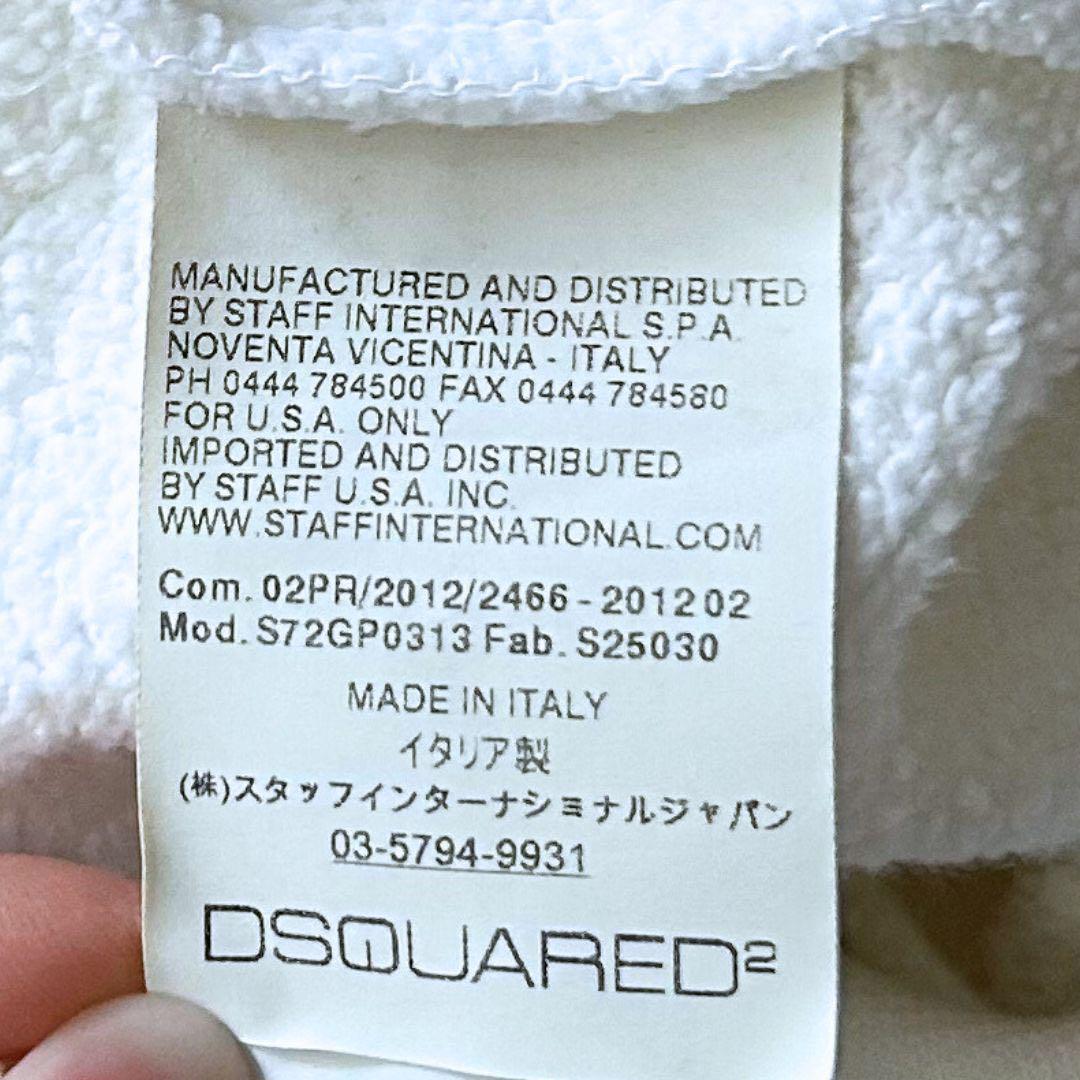 MANUFACTURED AND DISTRIBUTED
BY STAFF INTERNATIONAL S.P.A.
NOVENTA VICENTINA - ITALY
PH 0444 784500 FAX 0444 784580
FOR U.S.A. ONLY
IMPORTED AND DISTRIBUTED
BY STAFF U.S.A. INC.
WWW.STAFFINTERNATIONAL.COM
Com. 02PR/2012/2466 - 2012 02
Mod. S72GP0313 Fab. S25030
MADE IN ITALY
イタリア製
(株)スタッフインターナショナルジャパン
03-5794-9931
DSQUARED2